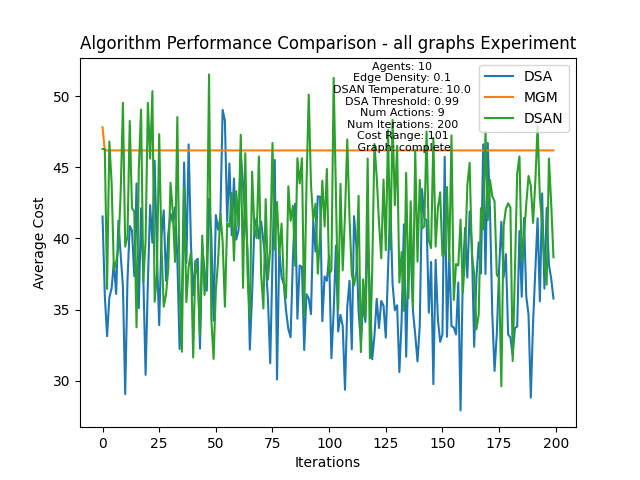 Algorithm Performance Comparison - all graphs Experiment
Agents: 10
Edge Density: 0.1
DSAN Temperature: 10.0
DSA Threshold: 0.99
Num Actions: 9
Num Iterations: 200
Cost Range: 101
Graph: complete
DSA
MGM
DSAN
Average Cost
50
45
40
35
30
0 25 50 75 100 125 150 175 200
Iterations